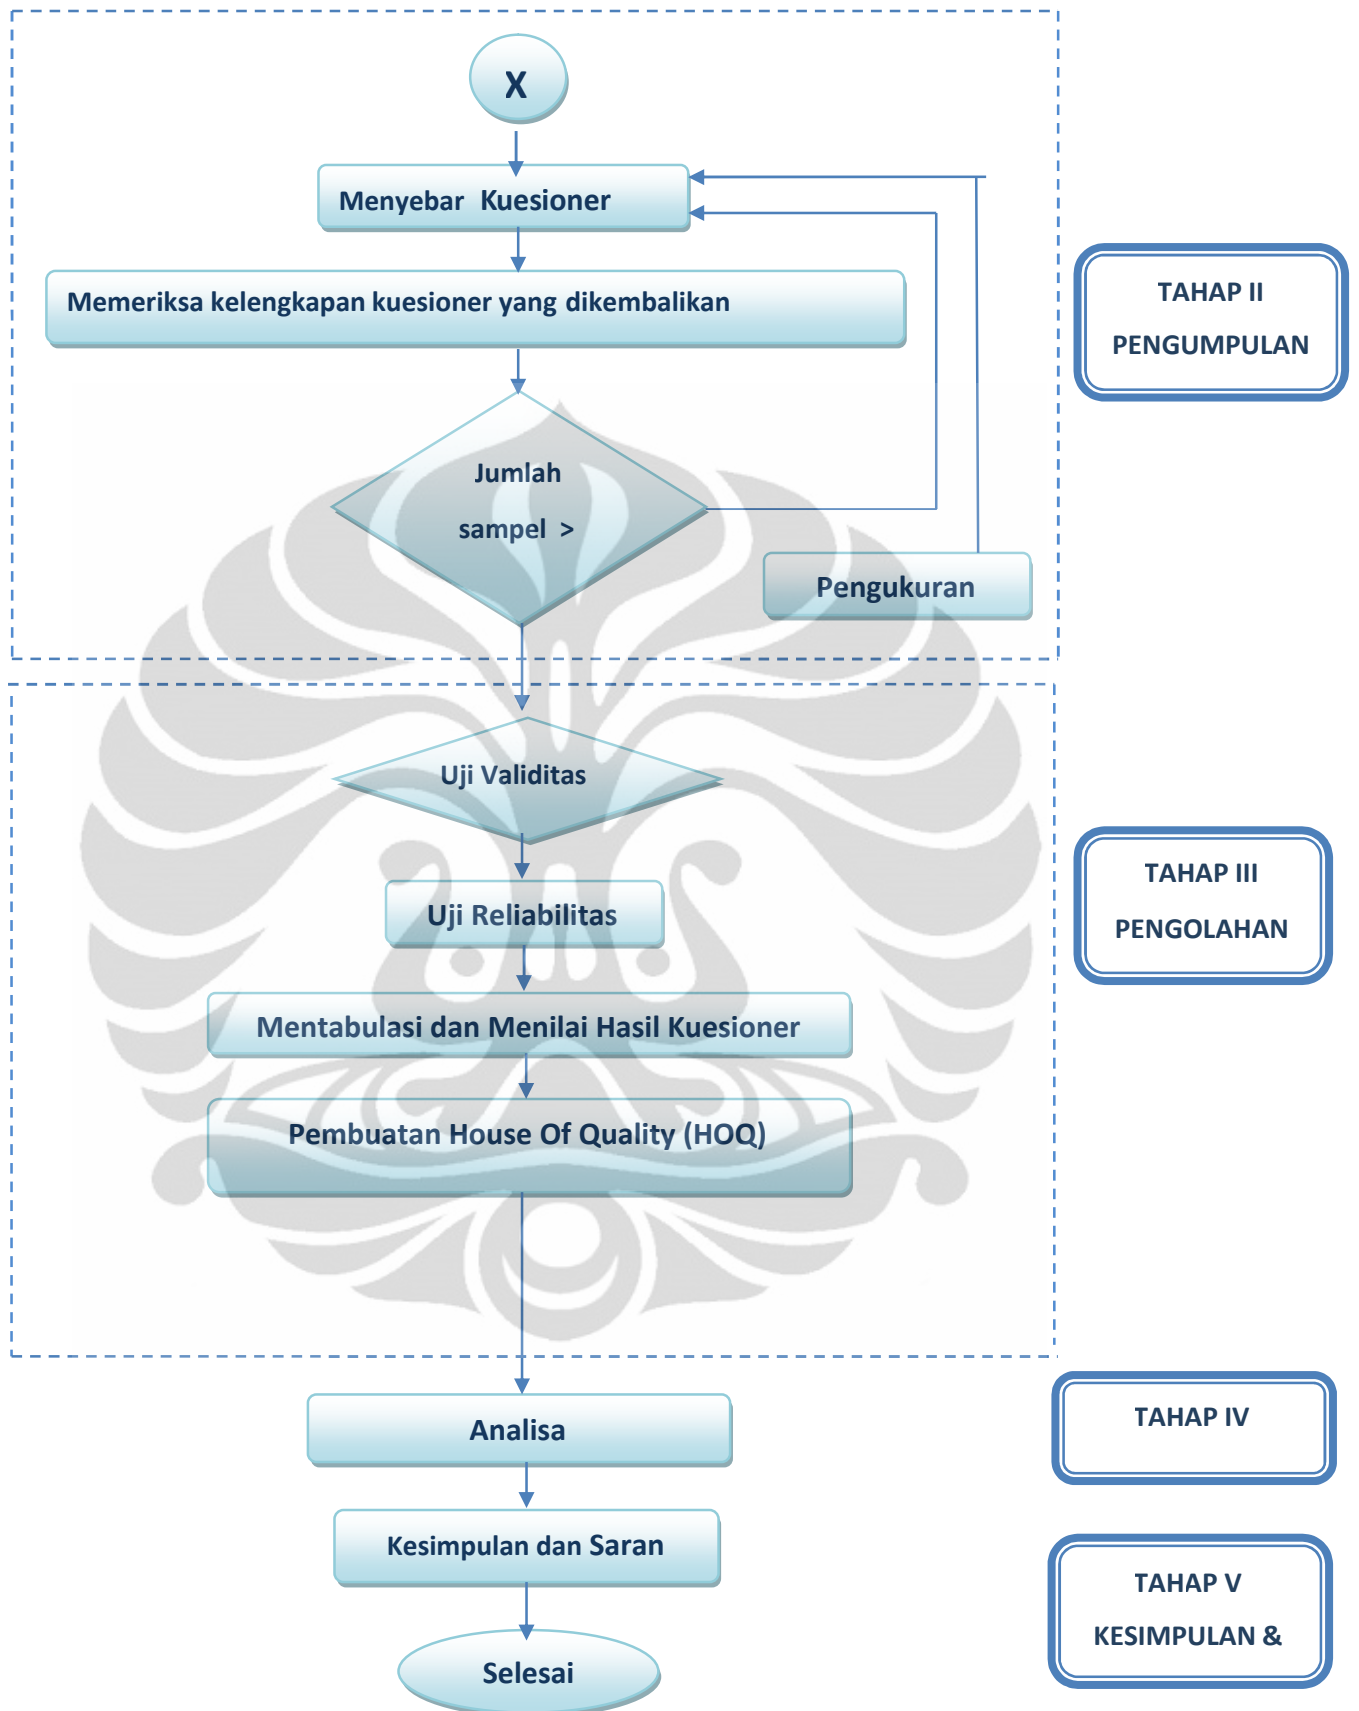 X
Menyebar Kuesioner
Memeriksa kelengkapan kuesioner yang dikembalikan
TAHAP II
PENGUMPULAN
Jumlah
sampel >
Pengukuran
Uji Validitas
TAHAP III
PENGOLAHAN
Uji Reliabilitas
Mentabulasi dan Menilai Hasil Kuesioner
Pembuatan House Of Quality (HOQ)
Analisa
TAHAP IV
Kesimpulan dan Saran
TAHAP V
KESIMPULAN &
Selesai